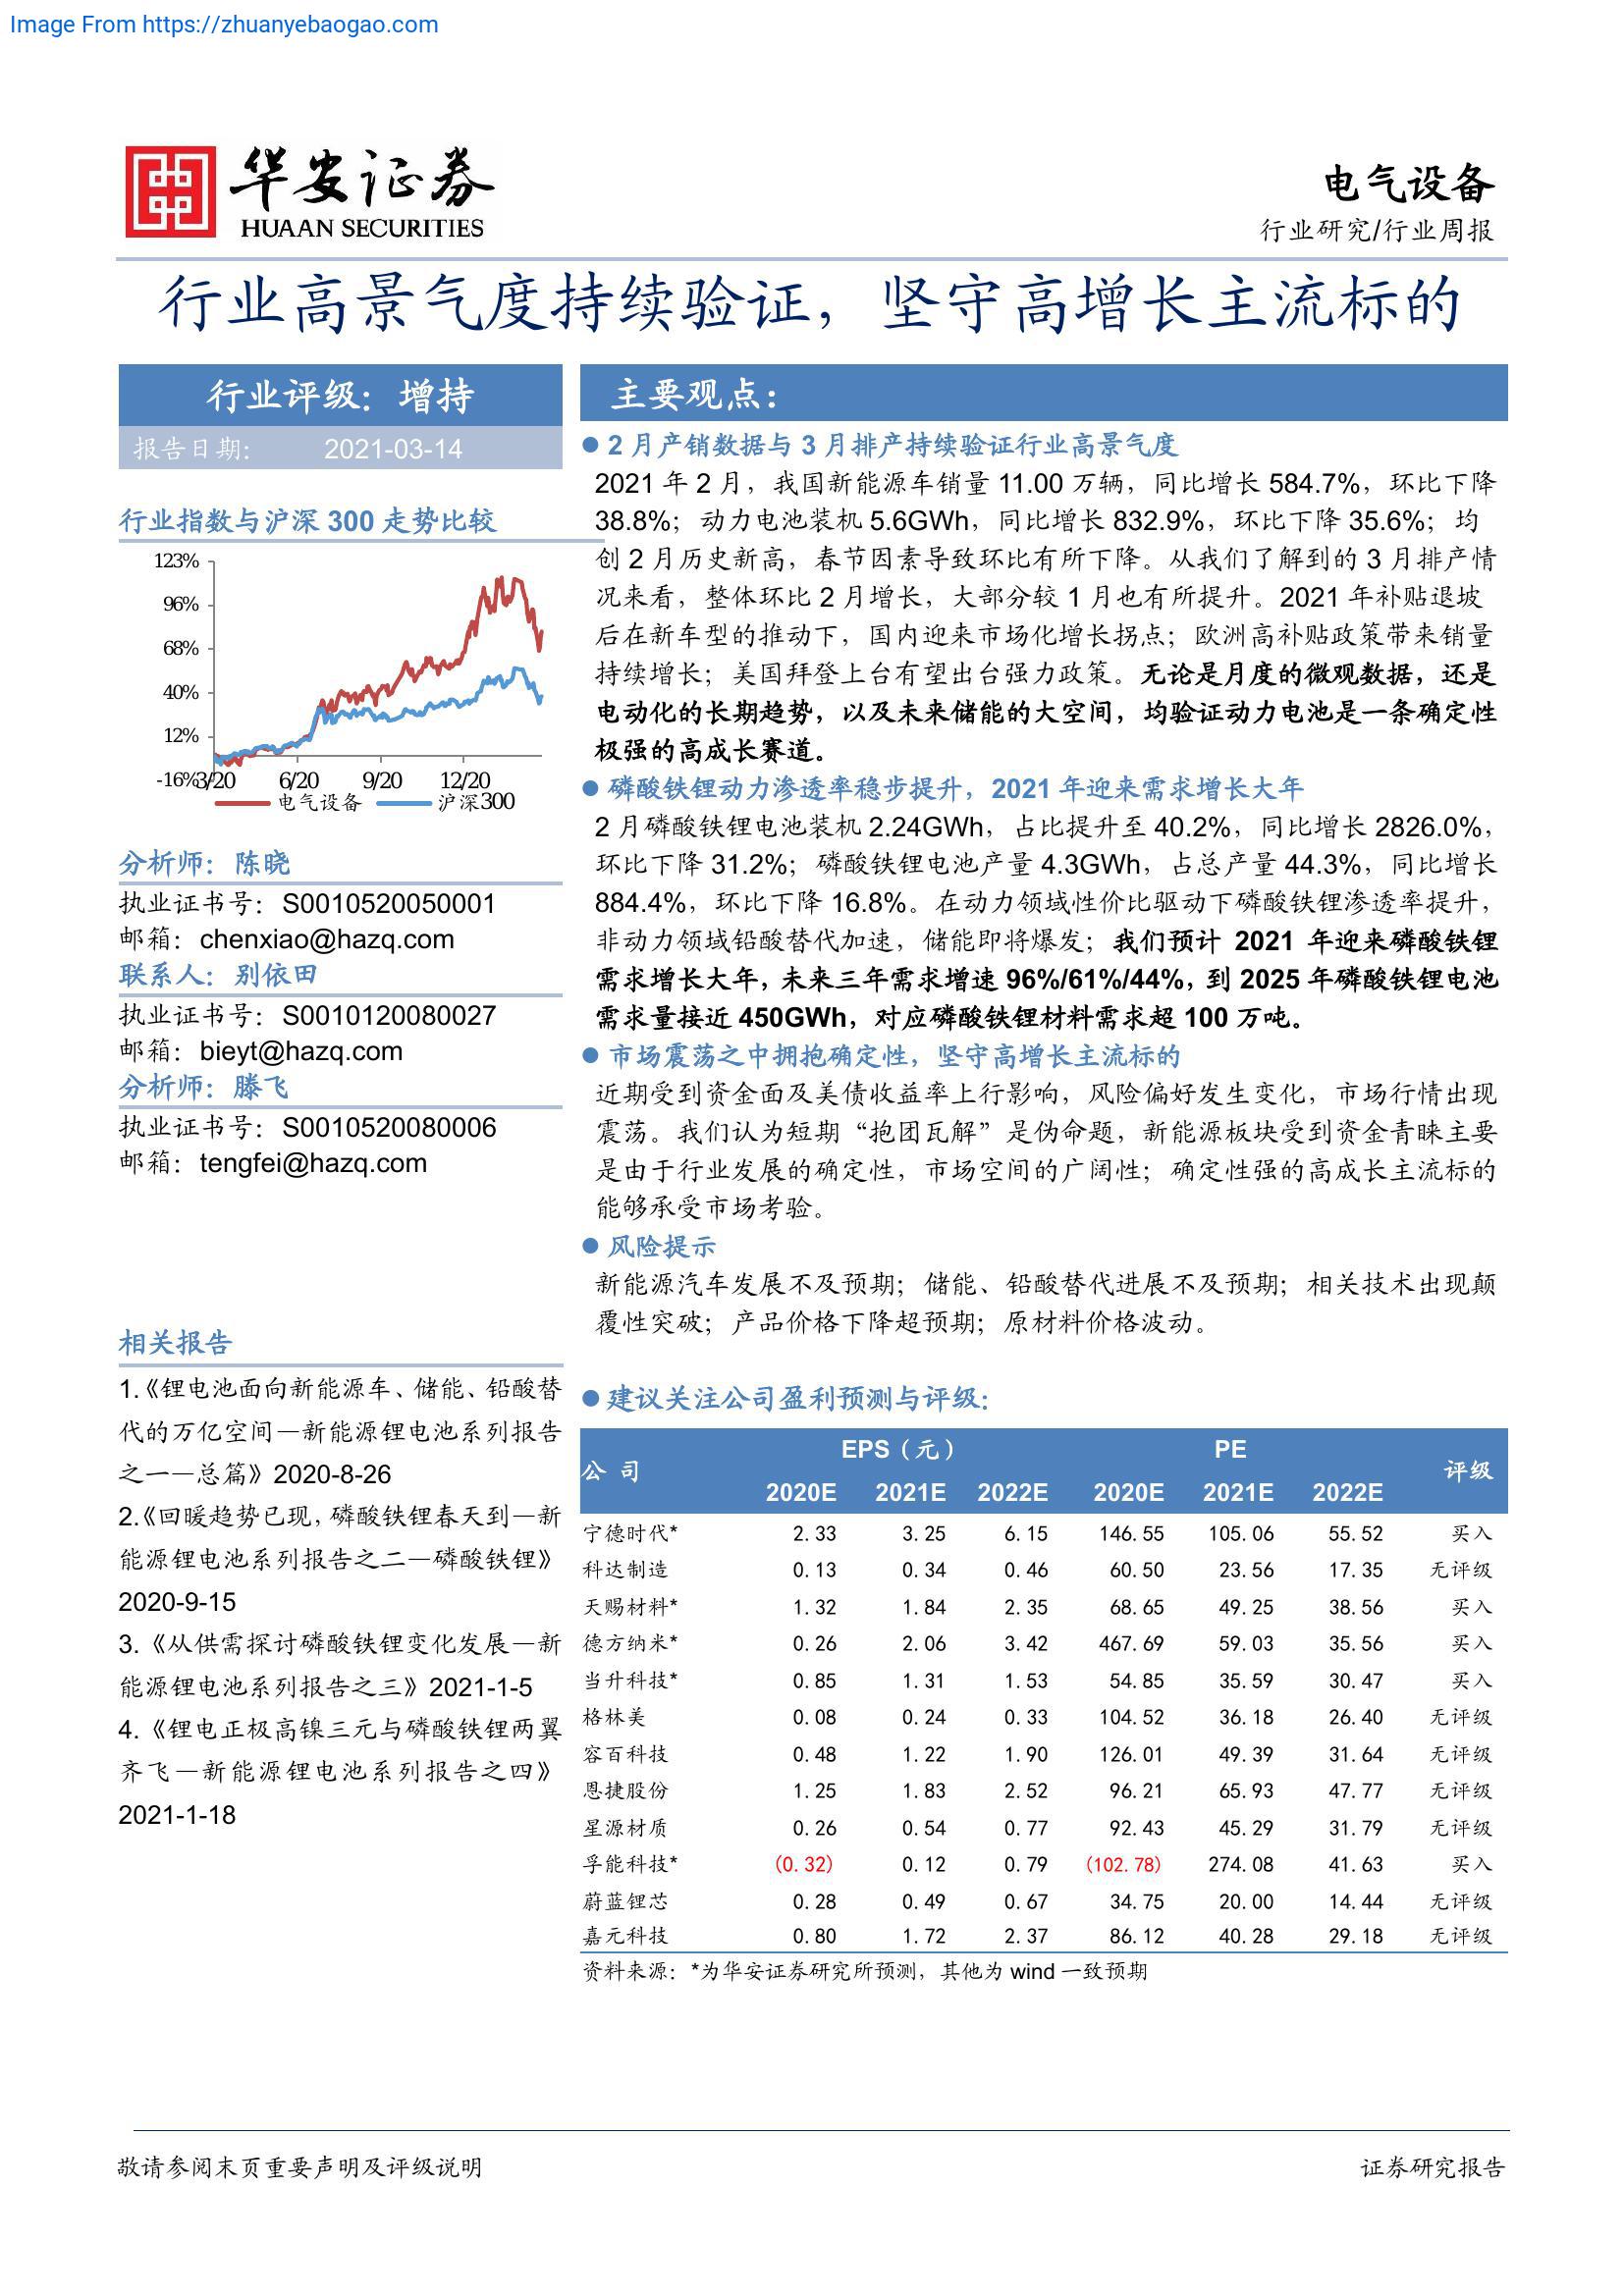 Image From https://zhuanyebaogao.com
华安证券
HUAAN SECURITIES
电气设备
行业研究/行业周报
行业高景气度持续验证，坚守高增长主流标的
行业评级：增持
报告日期： 2021-03-14
行业指数与沪深 300 走势比较
123%
96%
68%
40%
12%
-16%
3/20 6/20 9/20 12/20
电气设备 沪深300
分析师：陈晓
执业证书号：S0010520050001
邮箱：chenxiao@hazq.com
联系人：别依田
执业证书号：S0010120080027
邮箱：bieyt@hazq.com
分析师：滕飞
执业证书号：S0010520080006
邮箱：tengfei@hazq.com
相关报告
1.《锂电池面向新能源车、储能、铅酸替
代的万亿空间—新能源锂电池系列报告
之一—总篇》2020-8-26
2.《回暖趋势已现，磷酸铁锂春天到—新
能源锂电池系列报告之二—磷酸铁锂》
2020-9-15
3.《从供需探讨磷酸铁锂变化发展—新
能源锂电池系列报告之三》2021-1-5
4.《锂电正极高镍三元与磷酸铁锂两翼
齐飞—新能源锂电池系列报告之四》
2021-1-18
主要观点：
2 月产销数据与 3 月排产持续验证行业高景气度
2021 年 2 月，我国新能源车销量 11.00 万辆，同比增长 584.7%，环比下降
38.8%；动力电池装机 5.6GWh，同比增长 832.9%，环比下降 35.6%；均
创 2 月历史新高，春节因素导致环比有所下降。从我们了解到的 3 月排产情
况来看，整体环比 2 月增长，大部分较 1 月也有所提升。2021 年补贴退坡
后在新车型的推动下，国内迎来市场化增长拐点；欧洲高补贴政策带来销量
持续增长；美国拜登上台有望出台强力政策。无论是月度的微观数据，还是
电动化的长期趋势，以及未来储能的大空间，均验证动力电池是一条确定性
极强的高成长赛道。
磷酸铁锂动力渗透率稳步提升，2021 年迎来需求增长大年
2 月磷酸铁锂电池装机 2.24GWh，占比提升至 40.2%，同比增长 2826.0%，
环比下降 31.2%；磷酸铁锂电池产量 4.3GWh，占总产量 44.3%，同比增长
884.4%，环比下降 16.8%。在动力领域性价比驱动下磷酸铁锂渗透率提升，
非动力领域铅酸替代加速，储能即将爆发；我们预计 2021 年迎来磷酸铁锂
需求增长大年，未来三年需求增速 96%/61%/44%，到 2025 年磷酸铁锂电池
需求量接近 450GWh，对应磷酸铁锂材料需求超 100 万吨。
市场震荡之中拥抱确定性，坚守高增长主流标的
近期受到资金面及美债收益率上行影响，风险偏好发生变化，市场行情出现
震荡。我们认为短期“抱团瓦解”是伪命题，新能源板块受到资金青睐主要
是由于行业发展的确定性，市场空间的广阔性；确定性强的高成长主流标的
能够承受市场考验。
风险提示
新能源汽车发展不及预期；储能、铅酸替代进展不及预期；相关技术出现颠
覆性突破；产品价格下降超预期；原材料价格波动。
建议关注公司盈利预测与评级：
公司 EPS（元） PE 评级
2020E 2021E 2022E 2020E 2021E 2022E
宁德时代* 2.33 3.25 6.15 146.55 105.06 55.52 买入
科达制造 0.13 0.34 0.46 60.50 23.56 17.35 无评级
天赐材料* 1.32 1.84 2.35 68.65 49.25 38.56 买入
德方纳米* 0.26 2.06 3.42 467.69 59.03 35.56 买入
当升科技* 0.85 1.31 1.53 54.85 35.59 30.47 买入
格林美 0.08 0.24 0.33 104.52 36.18 26.40 无评级
容百科技 0.48 1.22 1.90 126.01 49.39 31.64 无评级
恩捷股份 1.25 1.83 2.52 96.21 65.93 47.77 无评级
星源材质 0.26 0.54 0.77 92.43 45.29 31.79 无评级
孚能科技* (0.32) 0.12 0.79 (102.78) 274.08 41.63 买入
蔚蓝锂芯 0.28 0.49 0.67 34.75 20.00 14.44 无评级
嘉元科技 0.80 1.72 2.37 86.12 40.28 29.18 无评级
资料来源：*为华安证券研究所预测，其他为 wind 一致预期
敬请参阅末页重要声明及评级说明
证券研究报告